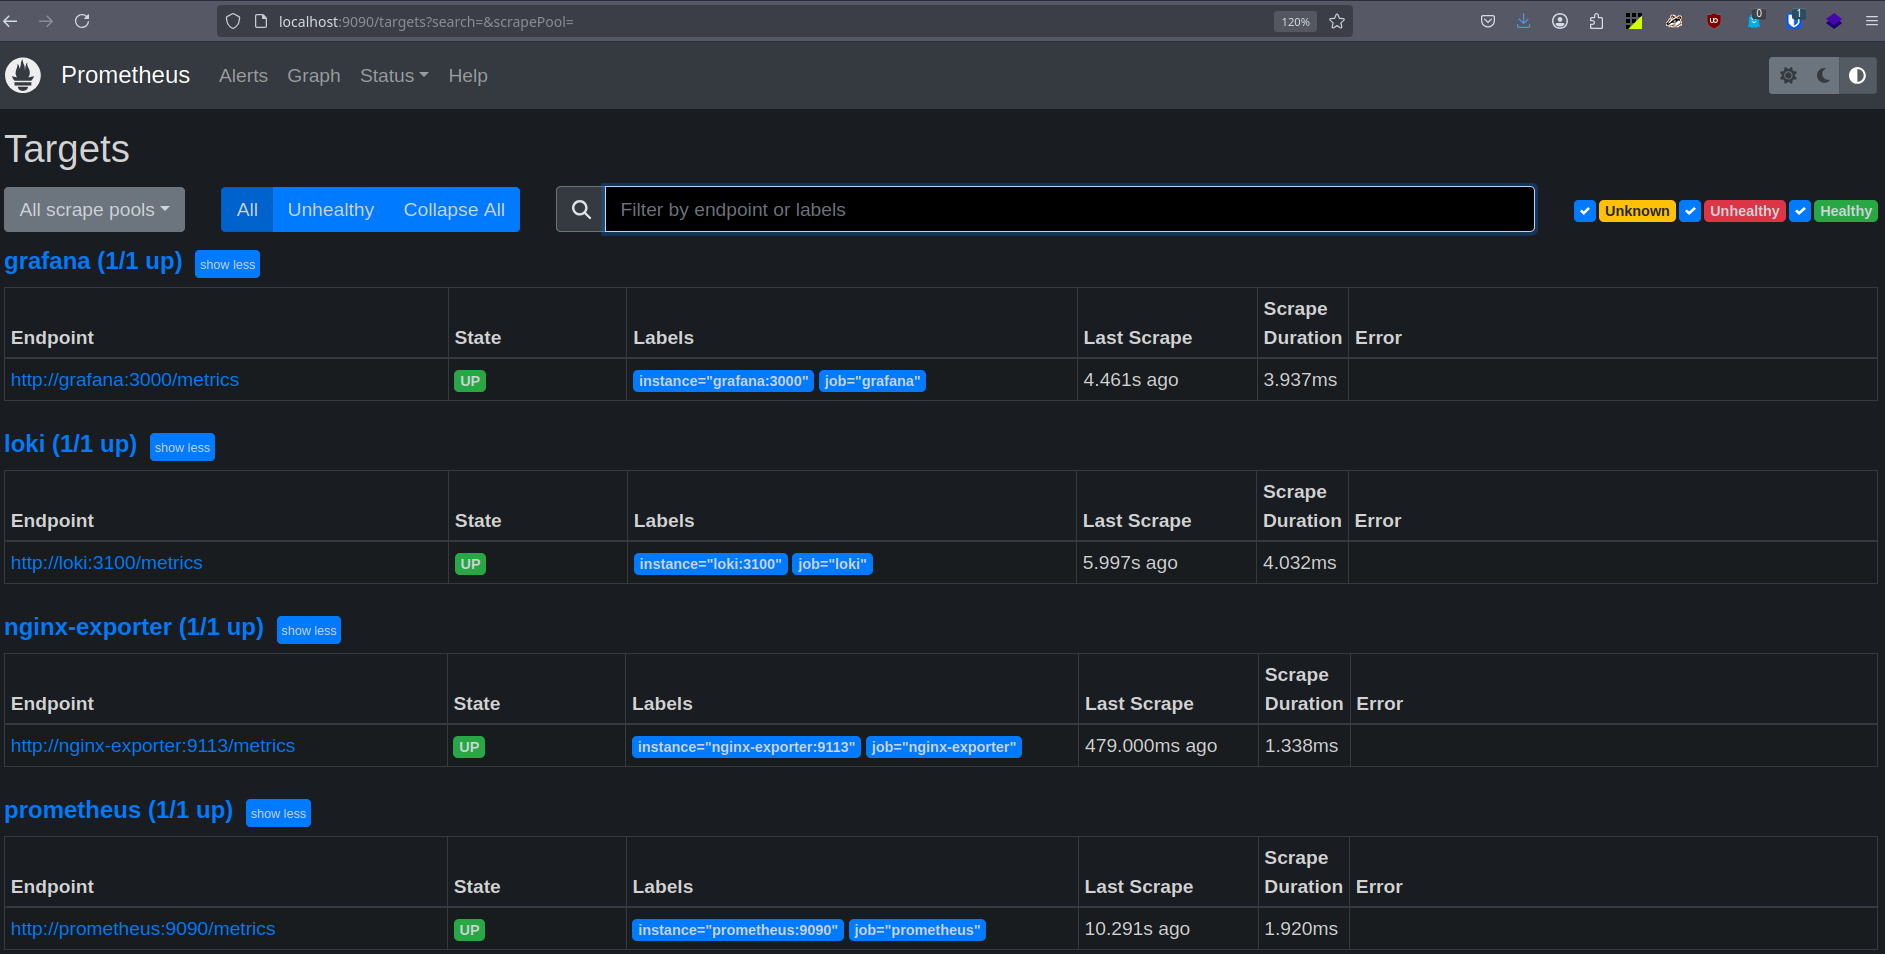 localhost:9090/targets?search=&scrapePool= 120% 0 1
Prometheus Alerts Graph Status Help
Targets
All scrape pools All Unhealthy Collapse All Filter by endpoint or labels Unknown Unhealthy Healthy
grafana (1/1 up) show less
Endpoint State Labels Last Scrape Scrape Duration Error
http://grafana:3000/metrics UP instance="grafana:3000" job="grafana" 4.461s ago 3.937ms
loki (1/1 up) show less
Endpoint State Labels Last Scrape Scrape Duration Error
http://loki:3100/metrics UP instance="loki:3100" job="loki" 5.997s ago 4.032ms
nginx-exporter (1/1 up) show less
Endpoint State Labels Last Scrape Scrape Duration Error
http://nginx-exporter:9113/metrics UP instance="nginx-exporter:9113" job="nginx-exporter" 479.000ms ago 1.338ms
prometheus (1/1 up) show less
Endpoint State Labels Last Scrape Scrape Duration Error
http://prometheus:9090/metrics UP instance="prometheus:9090" job="prometheus" 10.291s ago 1.920ms